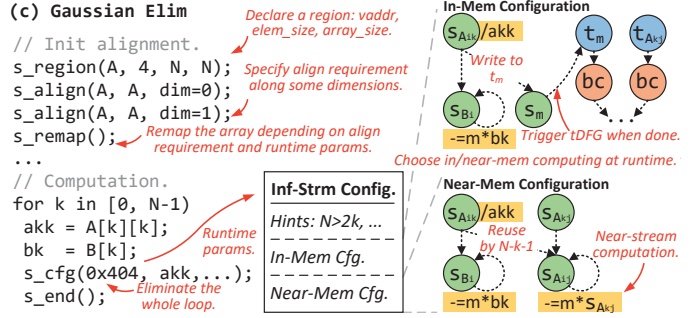 (c) Gaussian Elim
// Init alignment.
s_region(A, 4, N, N);
s_align(A, A, dim=0);
s_align(A, A, dim=1);
s_remap();
...
// Computation.
for k in [0, N-1)
akk = A[k][k];
bk = B[k];
s_cfg(0x404, akk,...);
s_end();
Declare a region: vaddr,
elem_size, array_size.
Specify align requirement
along some dimensions.
Remap the array depending on align
requirement and runtime params.
Runtime
params.
Eliminate the
whole loop.
Inf-Strm Config.
Hints: N>2k, ...
In-Mem Cfg.
Near-Mem Cfg.
In-Mem Configuration
sAik/akk
Write to
tm
sBi
-=m*bk
sm
tm
tAkj
bc
bc
...
Trigger tDFG when done.
Choose in/near-mem computing at runtime.
Near-Mem Configuration
sAik/akk
sAkj
Reuse
by N-k-1
Near-stream
computation.
sBi
sAij
-=m*bk
-=m*sAkj